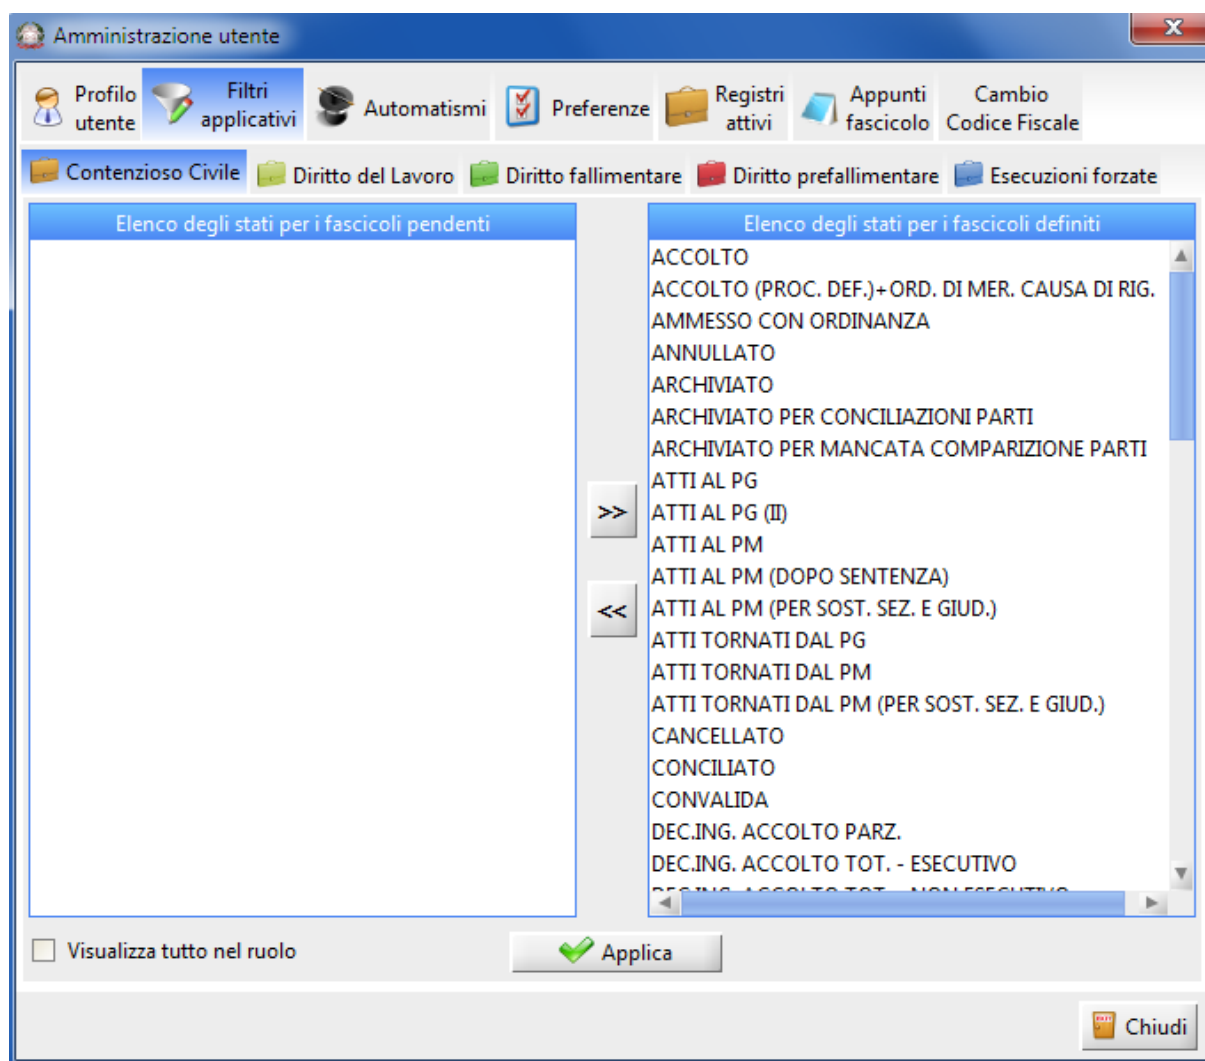 Amministrazione utente
x
Profilo utente
Filtri applicativi
Automatismi
Preferenze
Registri attivi
Appunti fascicolo
Cambio Codice Fiscale
Contenzioso Civile
Diritto del Lavoro
Diritto fallimentare
Diritto prefallimentare
Esecuzioni forzate
Elenco degli stati per i fascicoli pendenti
>>
<<
Elenco degli stati per i fascicoli definiti
ACCOLTO
ACCOLTO (PROC. DEF.)+ORD. DI MER. CAUSA DI RIG.
AMMESSO CON ORDINANZA
ANNULLATO
ARCHIVIATO
ARCHIVIATO PER CONCILIAZIONI PARTI
ARCHIVIATO PER MANCATA COMPARIZIONE PARTI
ATTI AL PG
ATTI AL PG (II)
ATTI AL PM
ATTI AL PM (DOPO SENTENZA)
ATTI AL PM (PER SOST. SEZ. E GIUD.)
ATTI TORNATI DAL PG
ATTI TORNATI DAL PM
ATTI TORNATI DAL PM (PER SOST. SEZ. E GIUD.)
CANCELLATO
CONCILIATO
CONVALIDA
DEC.ING. ACCOLTO PARZ.
DEC.ING. ACCOLTO TOT. - ESECUTIVO
DEC.ING. ACCOLTO TOT. - NON ESECUTIVO
Visualizza tutto nel ruolo
Applica
Chiudi